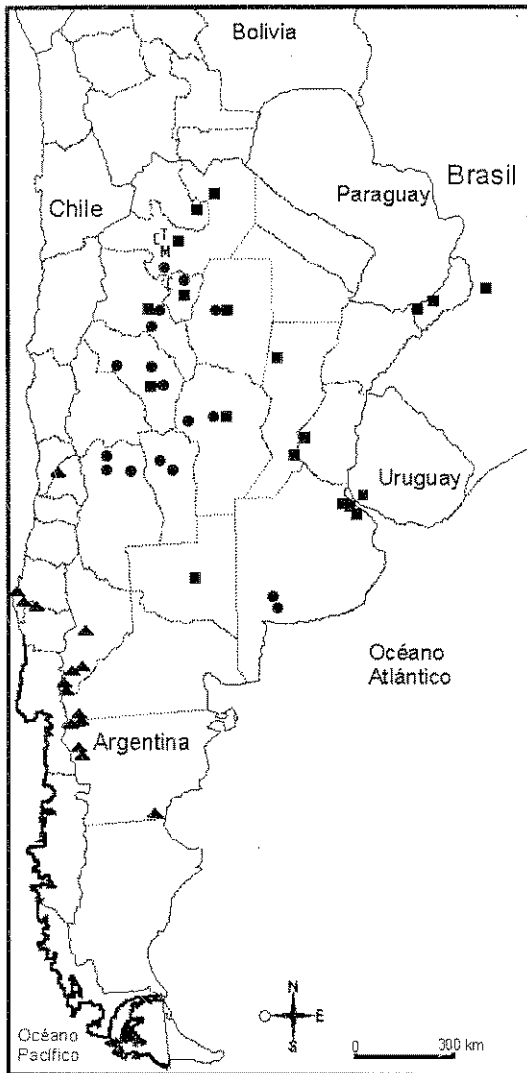 Bolivia
Brasil
Paraguay
Chile
T
C
M
Uruguay
Océano
Atlántico
Argentina
N
E
S
Océano
Pacífico
0 300 km